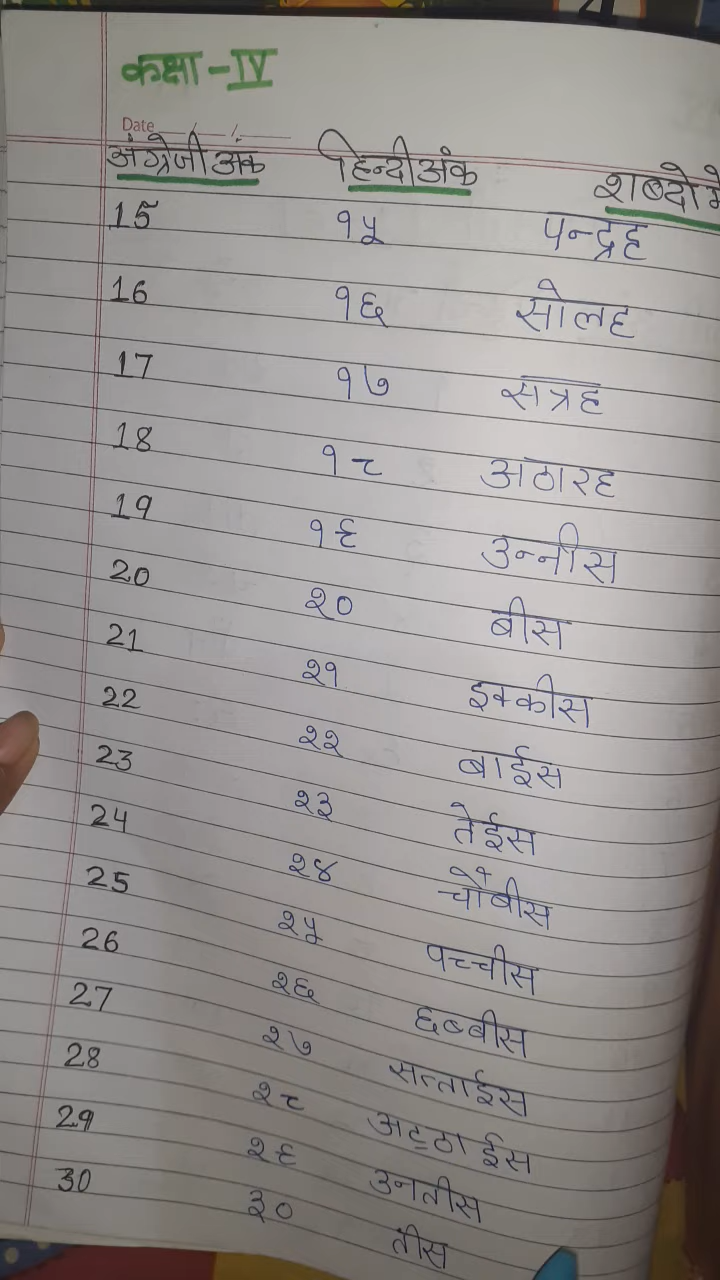 कक्षा - IV
Date
अंग्रेजी अंक हिन्दी अंक शब्दो मे
15 १५ पन्द्रह
16 १६ सोलह
17 १७ सत्रह
18 १८ अठारह
19 १९ उन्नीस
20 २० बीस
21 २१ इक्कीस
22 २२ बाईस
23 २३ तेईस
24 २४ चौबीस
25 २५ पच्चीस
26 २६ छब्बीस
27 २७ सत्ताईस
28 २८ अट्ठाईस
29 २९ उनतीस
30 ३० तीस